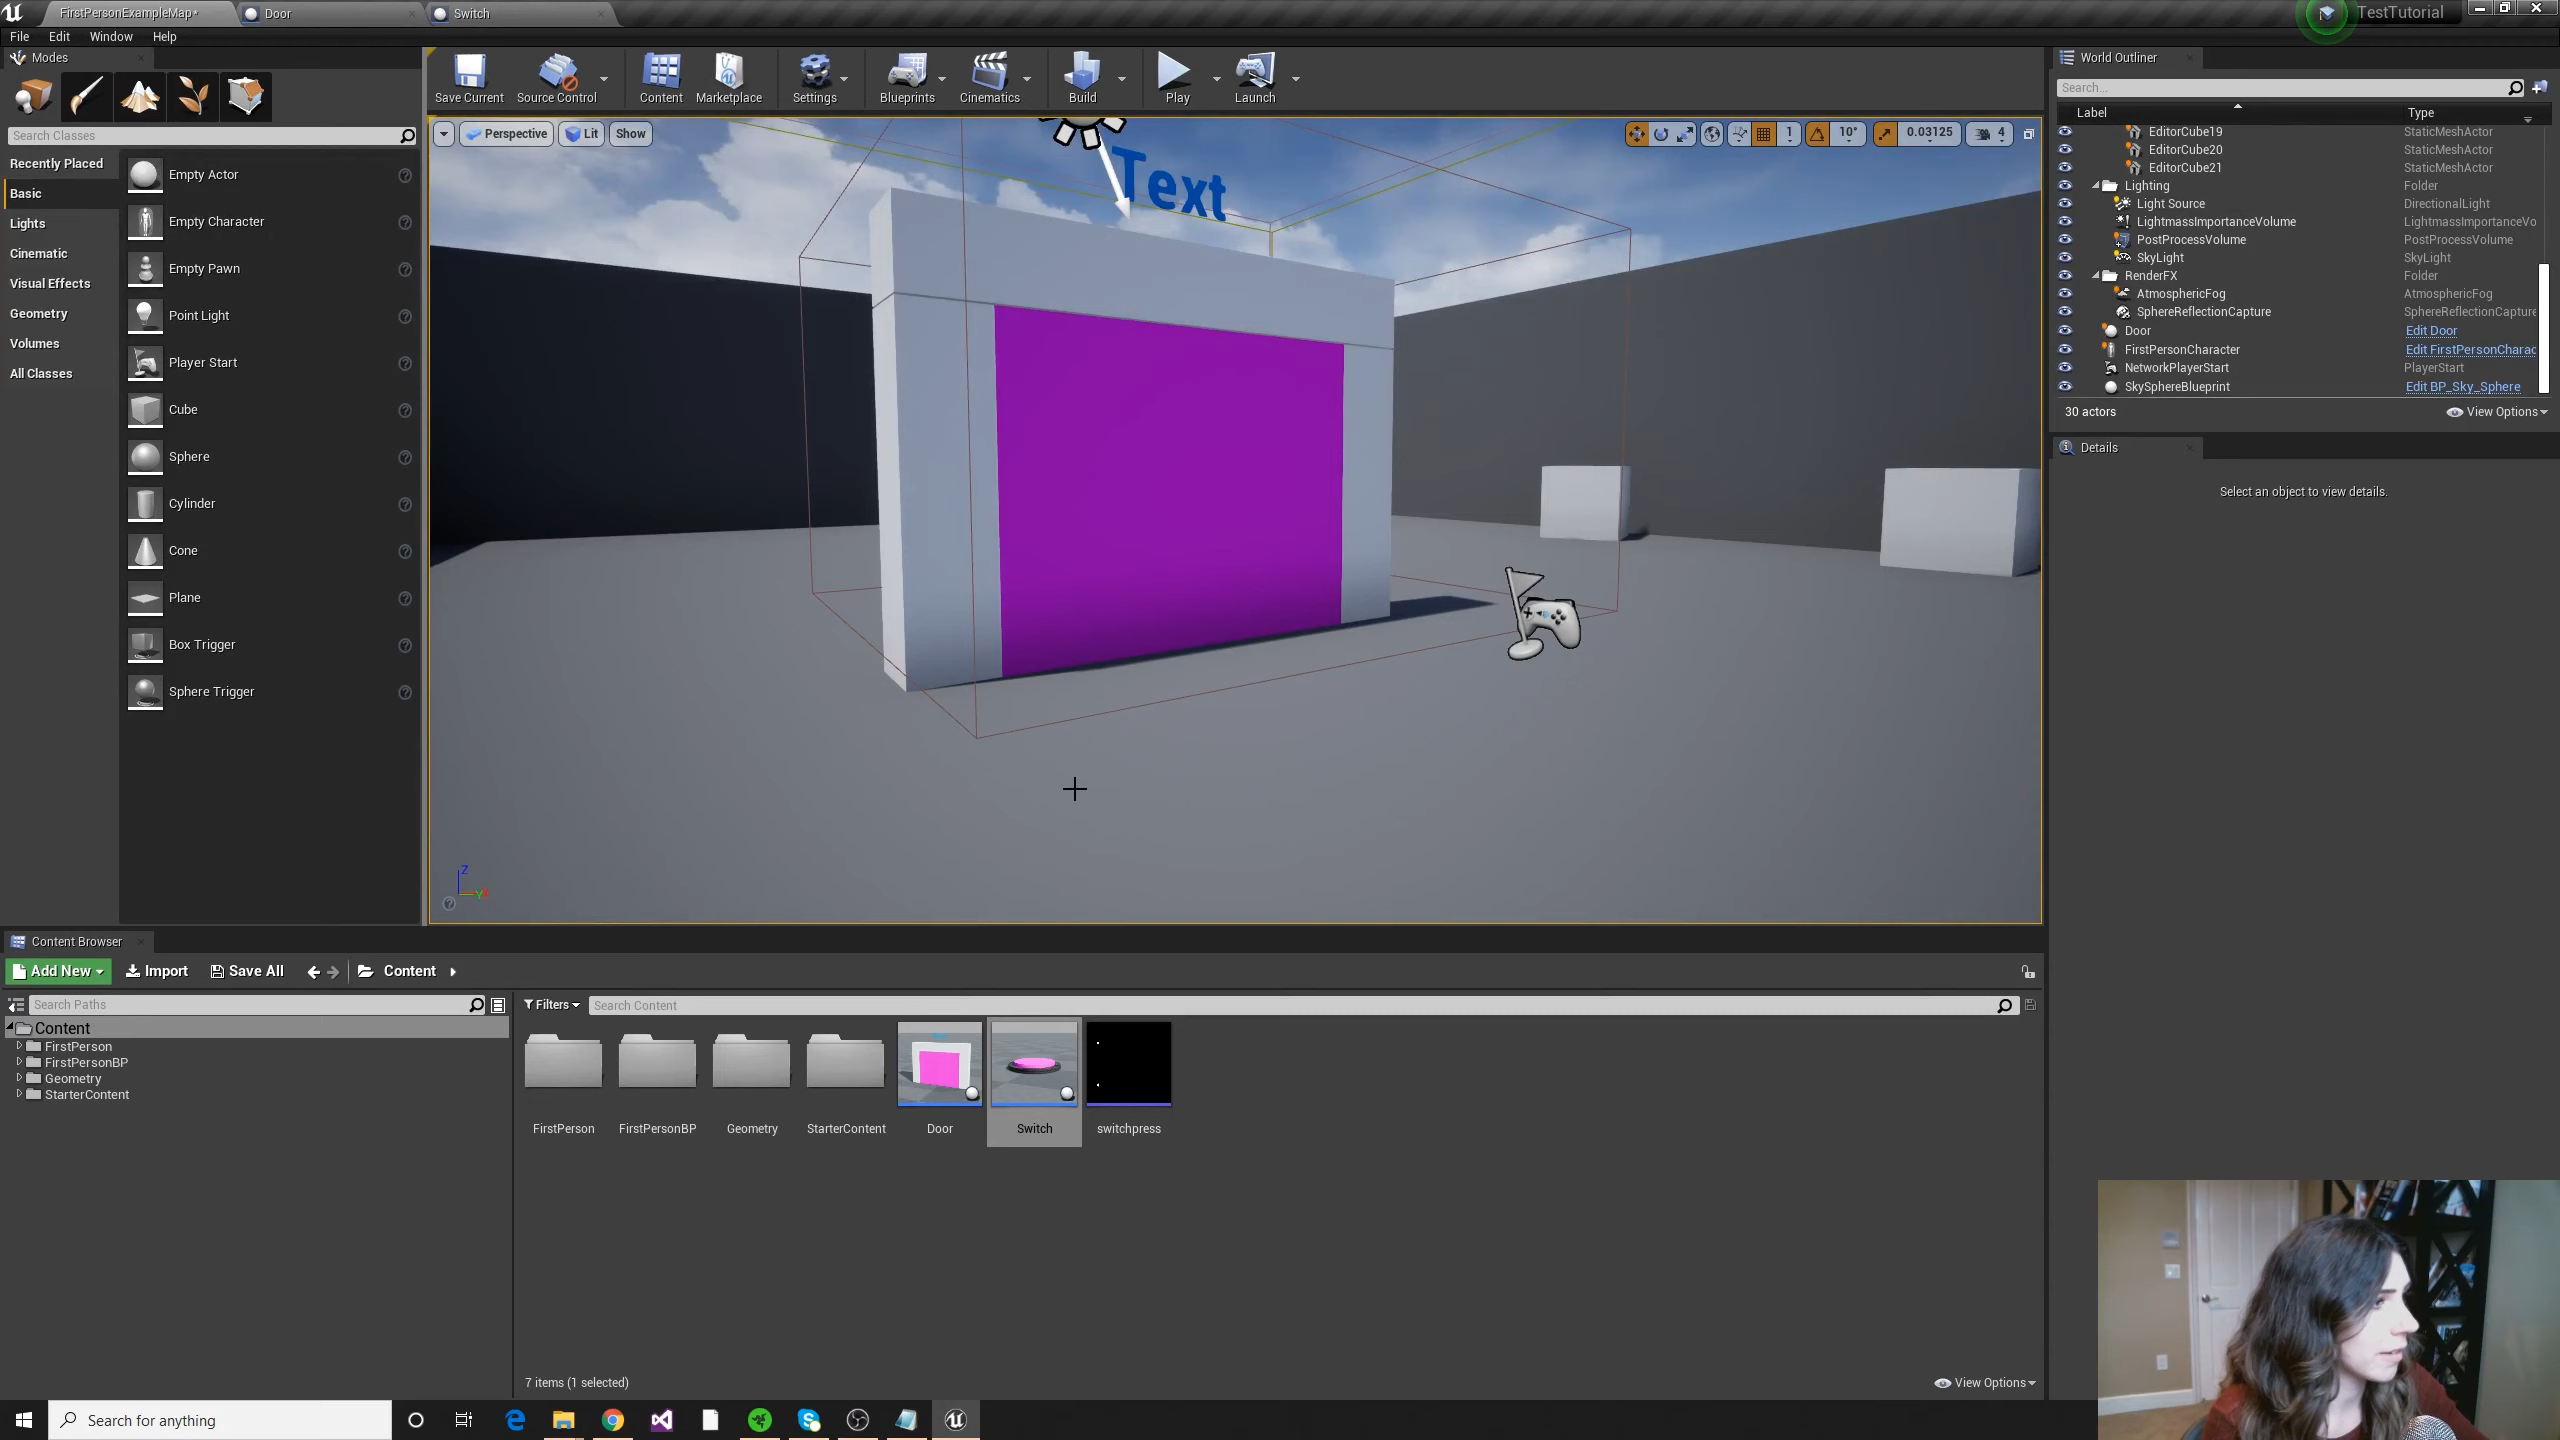 FirstPersonExampleMap*
Door
Switch
TestTutorial
File Edit Window Help
Modes
Search Classes
Recently Placed
Basic
Lights
Cinematic
Visual Effects
Geometry
Volumes
All Classes
Empty Actor
Empty Character
Empty Pawn
Point Light
Player Start
Cube
Sphere
Cylinder
Cone
Plane
Box Trigger
Sphere Trigger
Save Current Source Control Content Marketplace Settings Blueprints Cinematics Build Play Launch
Perspective Lit Show
1 10° 0.03125 4
Text
Z
World Outliner
Search...
Label Type
EditorCube19 StaticMeshActor
EditorCube20 StaticMeshActor
EditorCube21 StaticMeshActor
Lighting Folder
Light Source DirectionalLight
LightmassImportanceVolume LightmassImportanceVo
PostProcessVolume PostProcessVolume
SkyLight SkyLight
RenderFX Folder
AtmosphericFog AtmosphericFog
SphereReflectionCapture SphereReflectionCapture
Door Edit Door
FirstPersonCharacter Edit FirstPersonCharac
NetworkPlayerStart PlayerStart
SkySphereBlueprint Edit BP_Sky_Sphere
30 actors View Options
Details
Select an object to view details.
Content Browser
Add New Import Save All Content
Search Paths
Filters Search Content
Content
FirstPerson
FirstPersonBP
Geometry
StarterContent
FirstPerson FirstPersonBP Geometry StarterContent Door Switch switchpress
7 items (1 selected) View Options
Search for anything